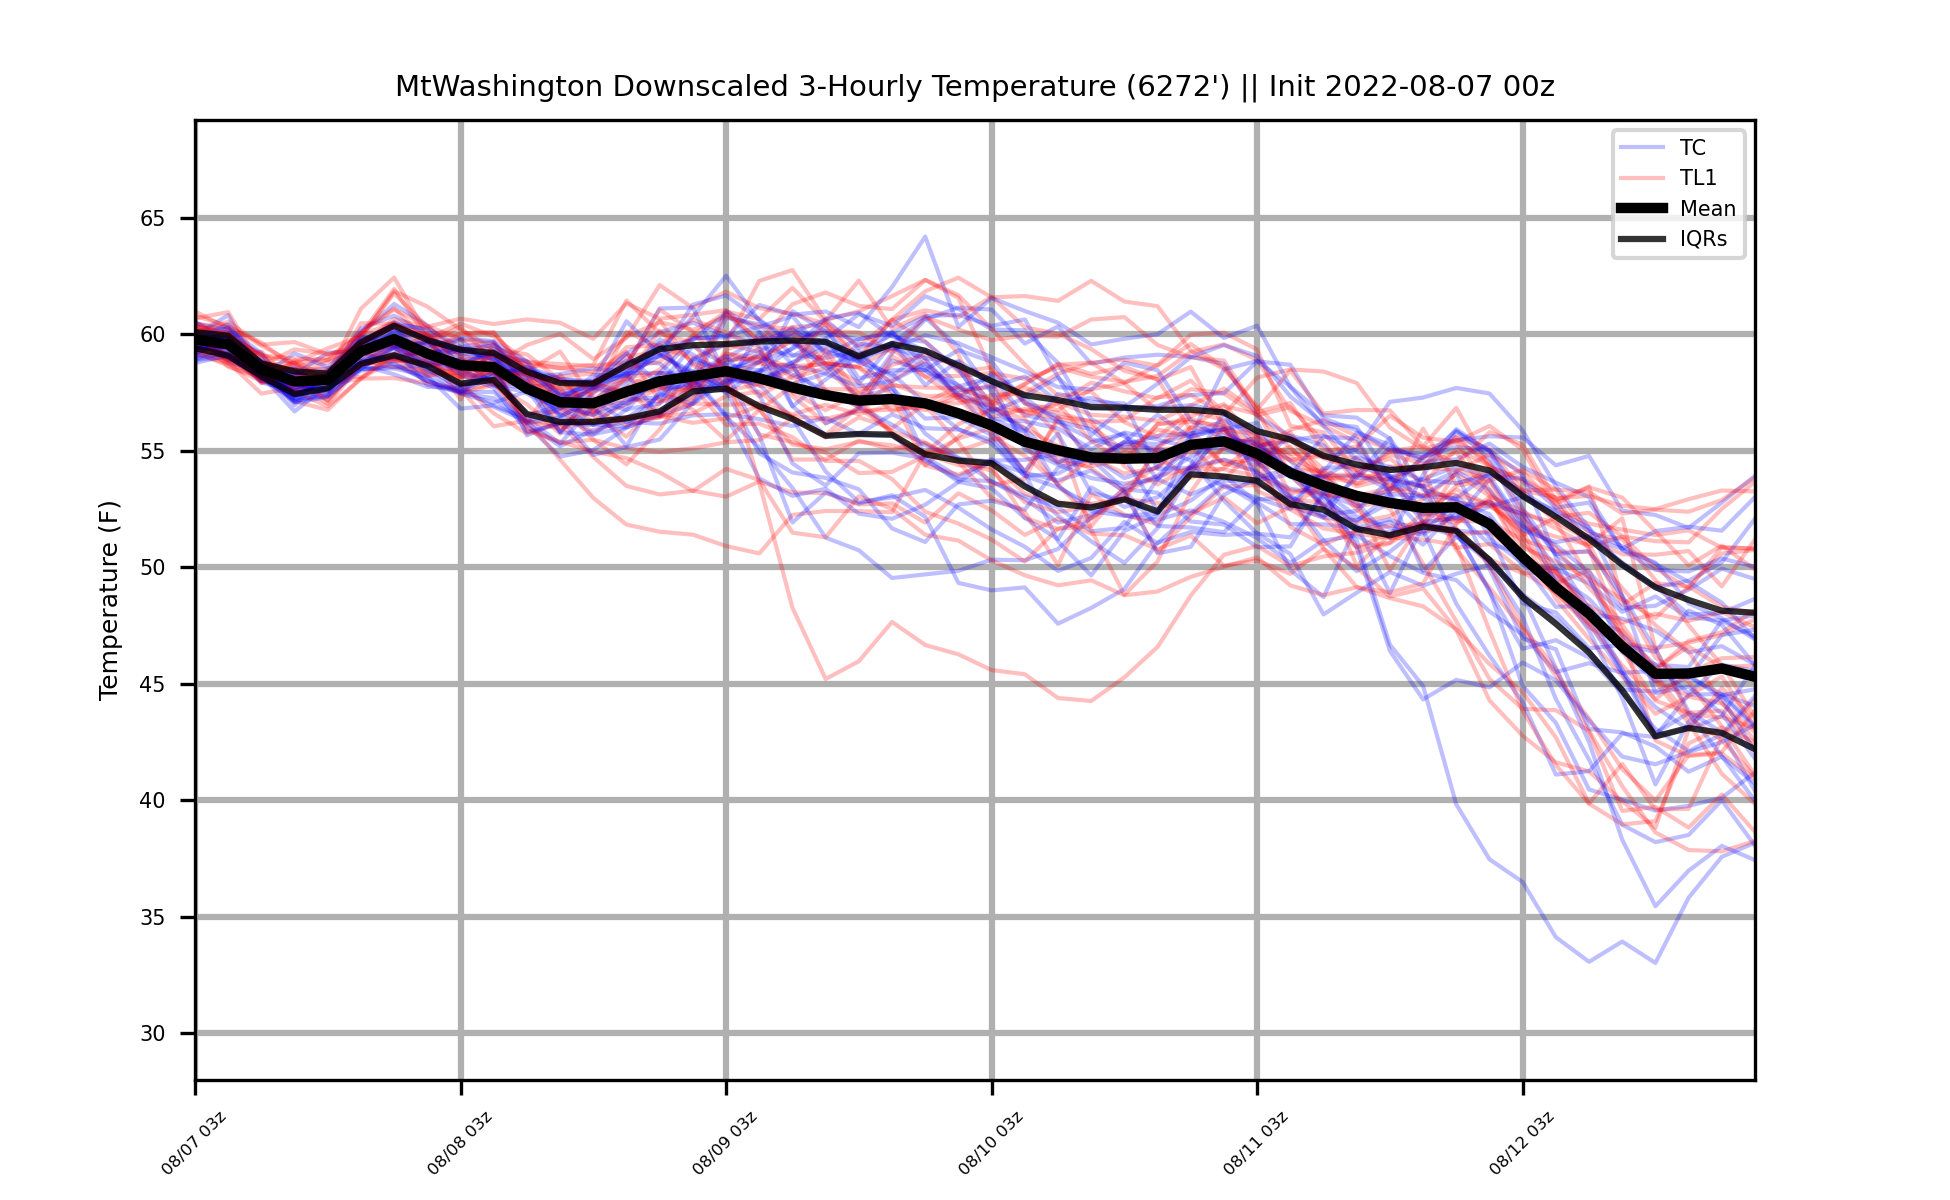 MtWashington Downscaled 3-Hourly Temperature (6272') || Init 2022-08-07 00z
TC
TL1
Mean
IQRs
Temperature (F)
65
60
55
50
45
40
35
30
08/07 03z
08/08 03z
08/09 03z
08/10 03z
08/11 03z
08/12 03z